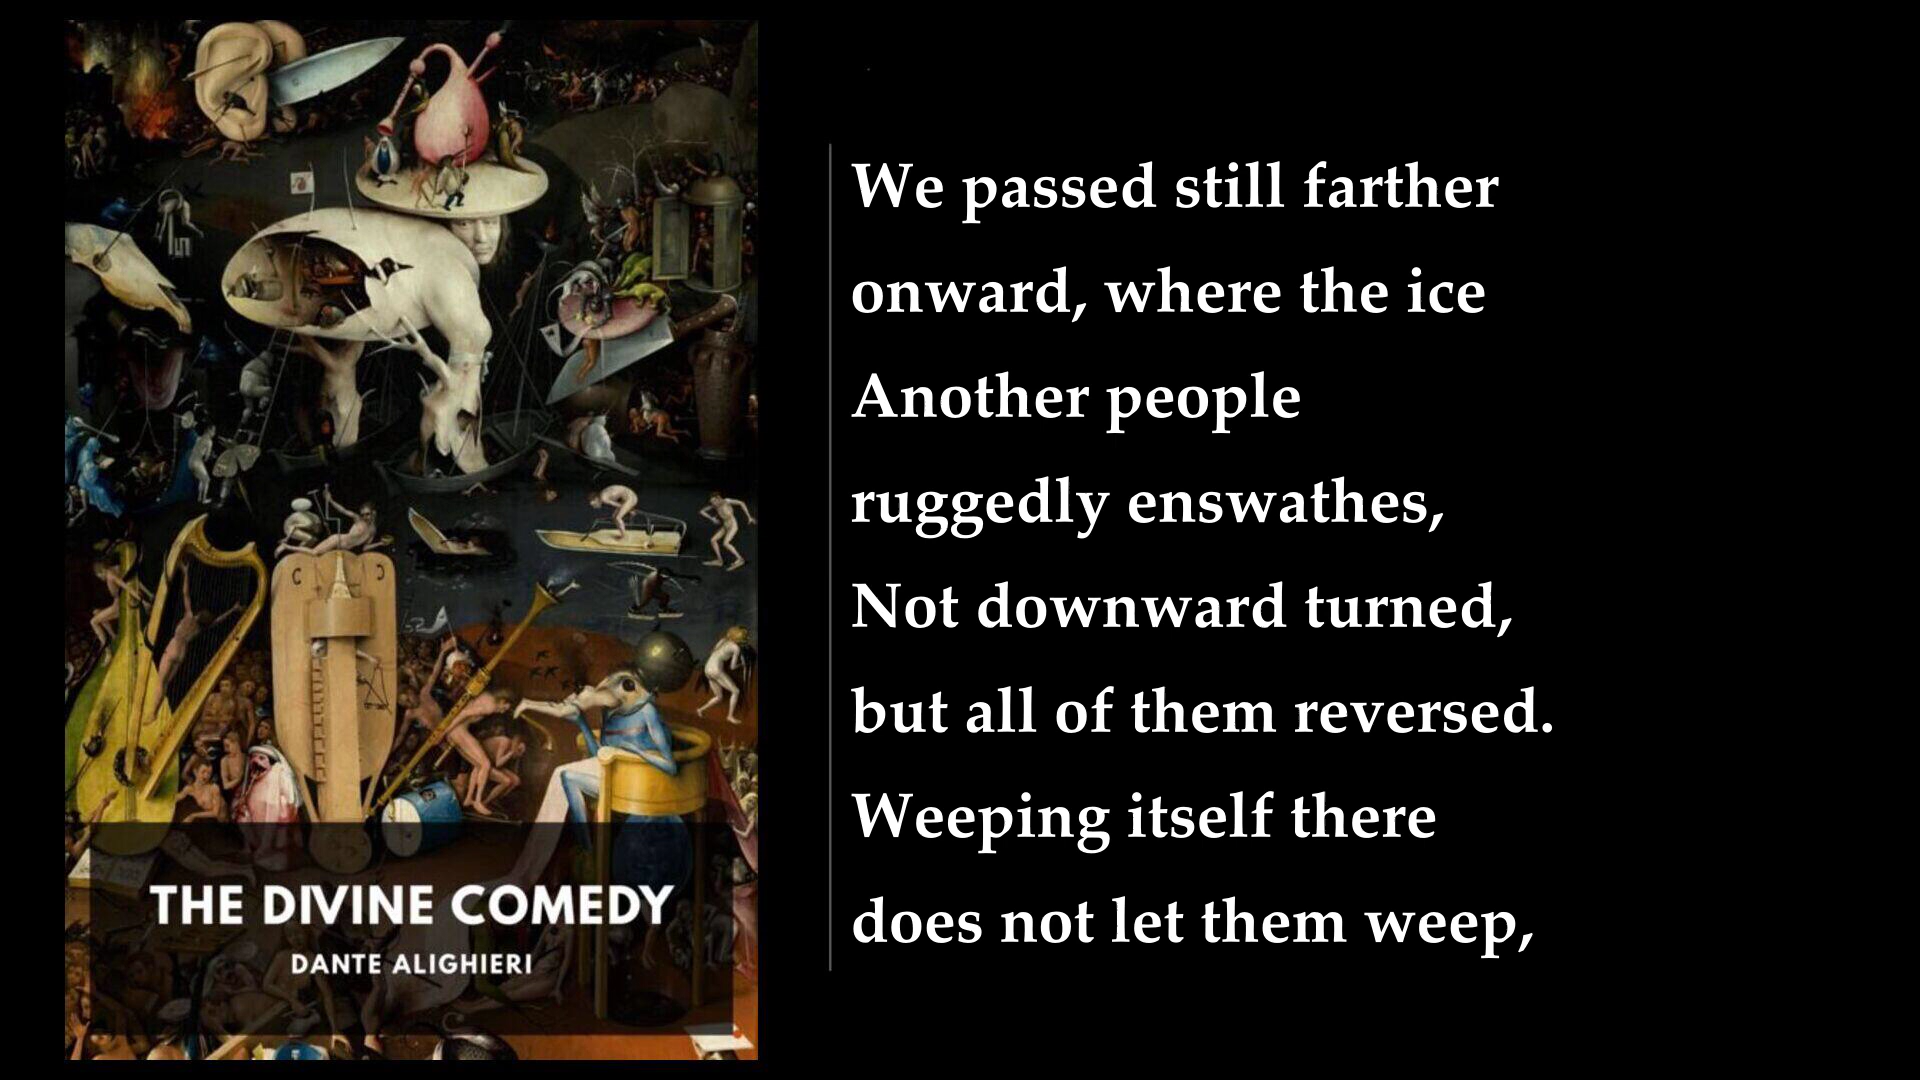 We passed still farther
onward, where the ice
Another people
ruggedly enswathes,
Not downward turned,
but all of them reversed.
Weeping itself there
does not let them weep,
THE DIVINE COMEDY
DANTE ALIGHIERI